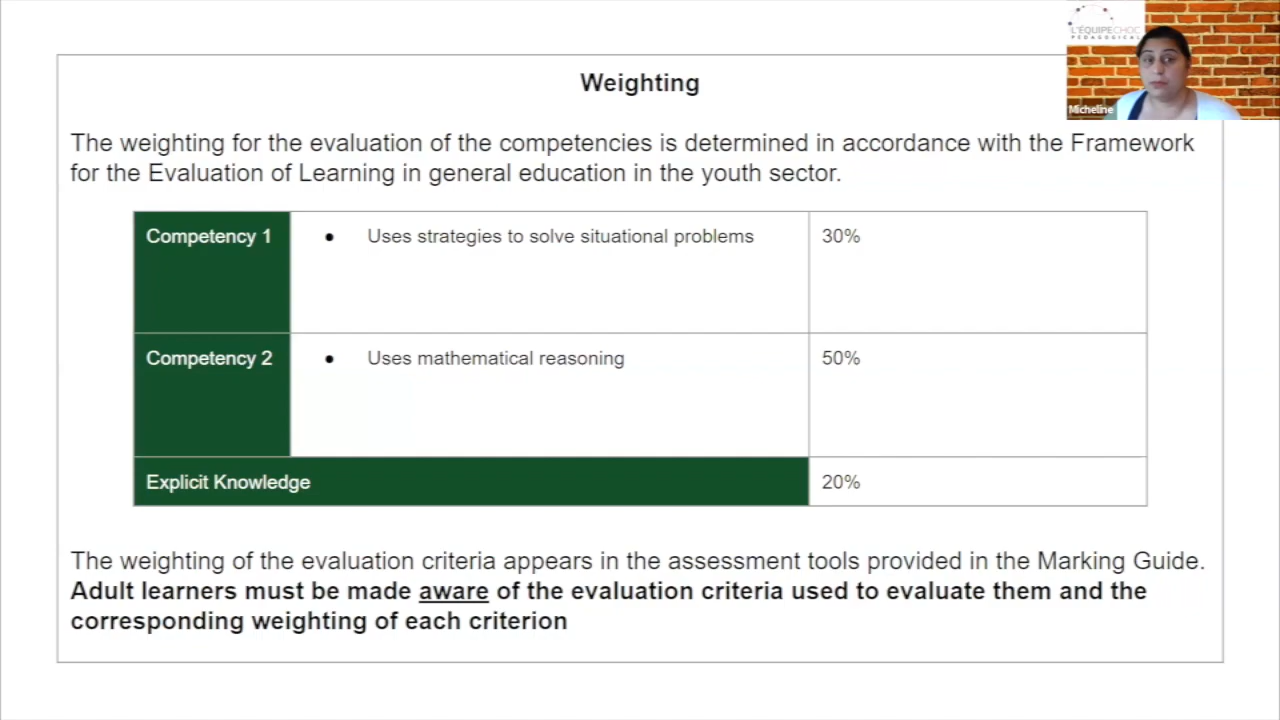 L'ÉQUIPECHOC
PÉDAGOGICAL
Micheline
Weighting
The weighting for the evaluation of the competencies is determined in accordance with the Framework
for the Evaluation of Learning in general education in the youth sector.
Competency 1 • Uses strategies to solve situational problems 30%
Competency 2 • Uses mathematical reasoning 50%
Explicit Knowledge 20%
The weighting of the evaluation criteria appears in the assessment tools provided in the Marking Guide.
Adult learners must be made aware of the evaluation criteria used to evaluate them and the
corresponding weighting of each criterion